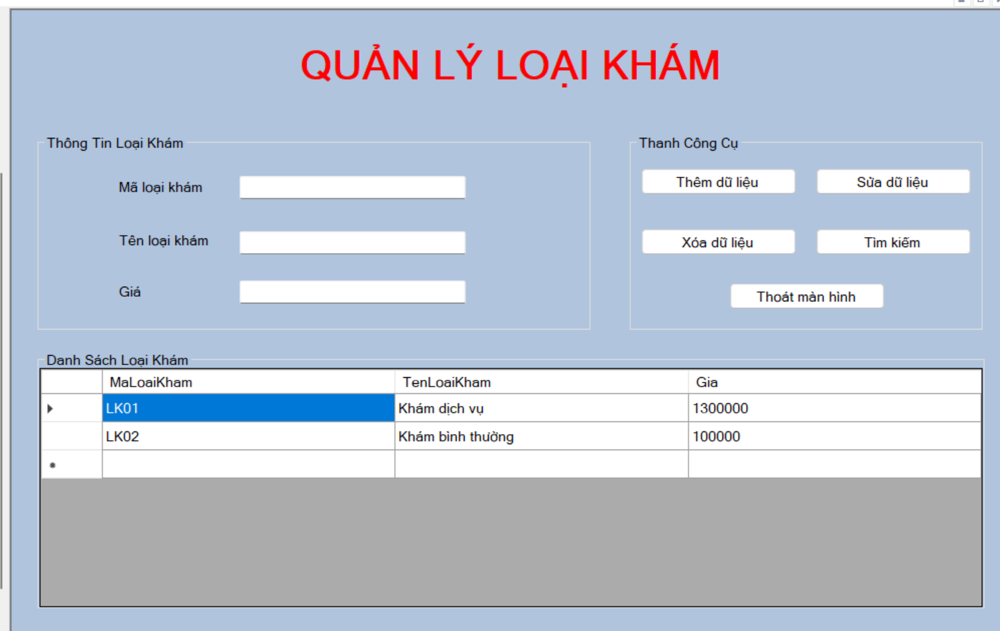 QUẢN LÝ LOẠI KHÁM
Thông Tin Loại Khám
Mã loại khám
Tên loại khám
Giá
Thanh Công Cụ
Thêm dữ liệu Sửa dữ liệu
Xóa dữ liệu Tìm kiếm
Thoát màn hình
Danh Sách Loại Khám
MaLoaiKham TenLoaiKham Gia
LK01 Khám dịch vụ 1300000
LK02 Khám bình thường 100000